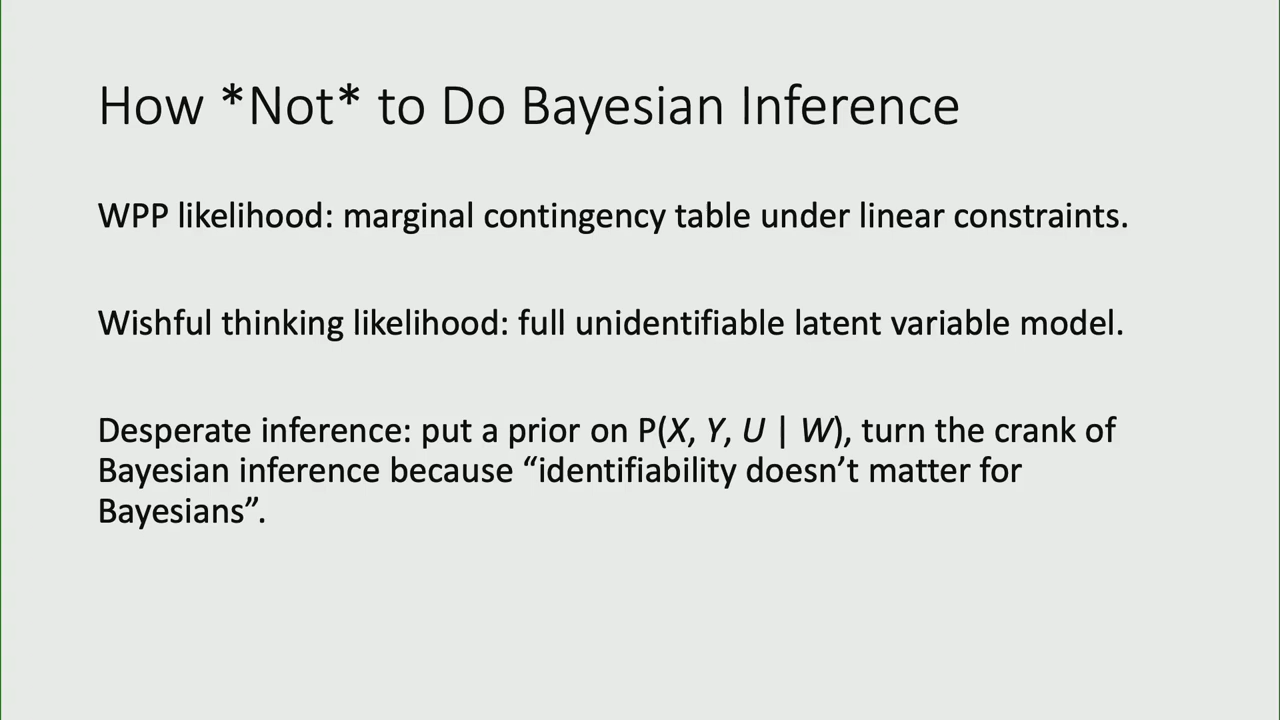 How *Not* to Do Bayesian Inference
WPP likelihood: marginal contingency table under linear constraints.
Wishful thinking likelihood: full unidentifiable latent variable model.
Desperate inference: put a prior on P(X, Y, U | W), turn the crank of
Bayesian inference because “identifiability doesn’t matter for
Bayesians”.